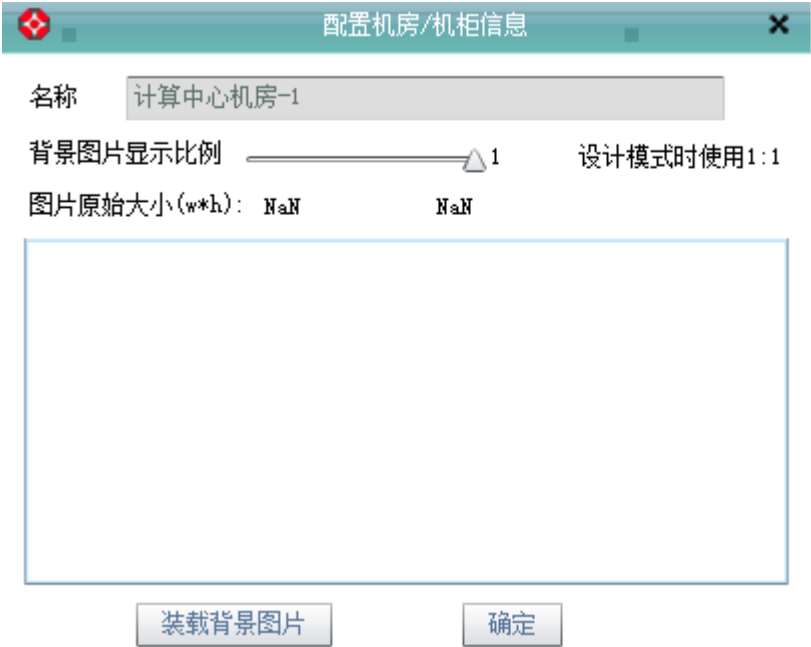 配置机房/机柜信息
名称 计算中心机房-1
背景图片显示比例 1 设计模式时使用1:1
图片原始大小(w*h): NaN NaN
装载背景图片 确定